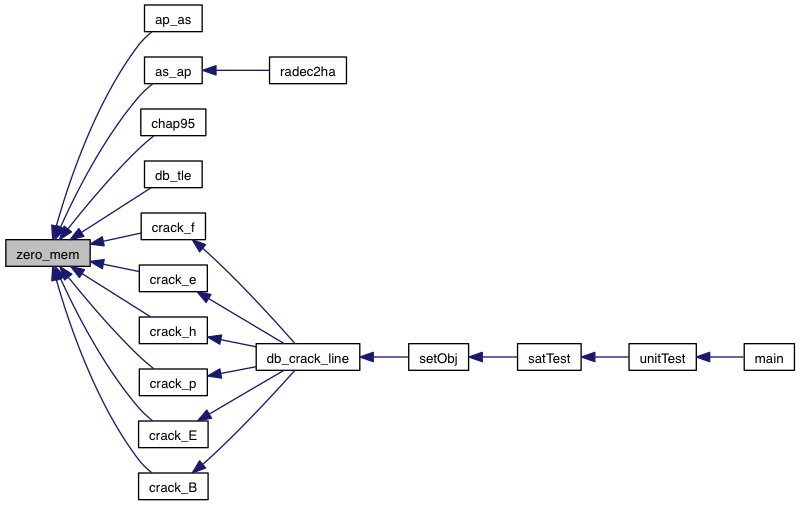 ap_as
as_ap
radec2ha
chap95
db_tle
crack_f
zero_mem
crack_e
crack_h
db_crack_line
setObj
satTest
unitTest
main
crack_p
crack_E
crack_B